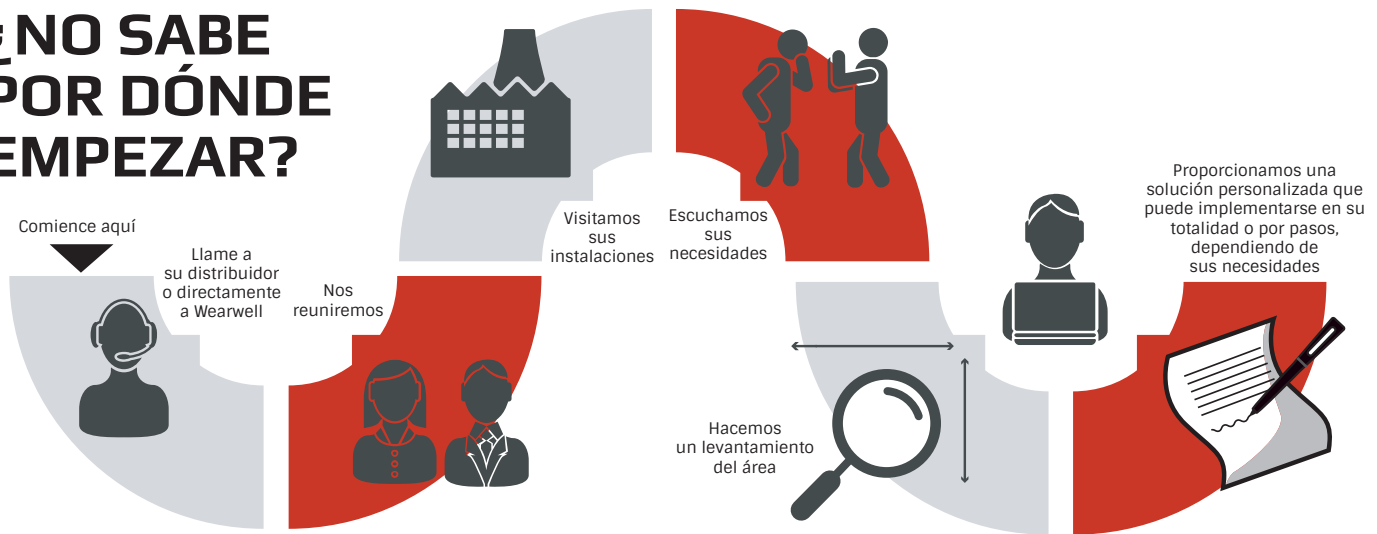 ¿NO SABE
POR DÓNDE
EMPEZAR?
Comience aquí
Llame a
su distribuidor
o directamente
a Wearwell
Nos
reuniremos
Visitamos
sus
instalaciones
Escuchamos
sus
necesidades
Hacemos
un levantamiento
del área
Proporcionamos una
solución personalizada que
puede implementarse en su
totalidad o por pasos,
dependiendo de
sus necesidades